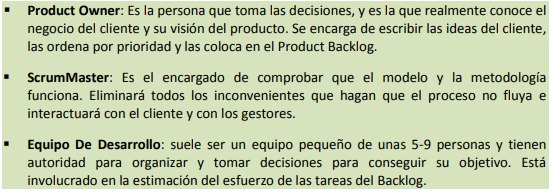 ▪ Product Owner: Es la persona que toma las decisiones, y es la que realmente conoce el
negocio del cliente y su visión del producto. Se encarga de escribir las ideas del cliente,
las ordena por prioridad y las coloca en el Product Backlog.
▪ ScrumMaster: Es el encargado de comprobar que el modelo y la metodología
funciona. Eliminará todos los inconvenientes que hagan que el proceso no fluya e
interactuará con el cliente y con los gestores.
▪ Equipo De Desarrollo: suele ser un equipo pequeño de unas 5-9 personas y tienen
autoridad para organizar y tomar decisiones para conseguir su objetivo. Está
involucrado en la estimación del esfuerzo de las tareas del Backlog.